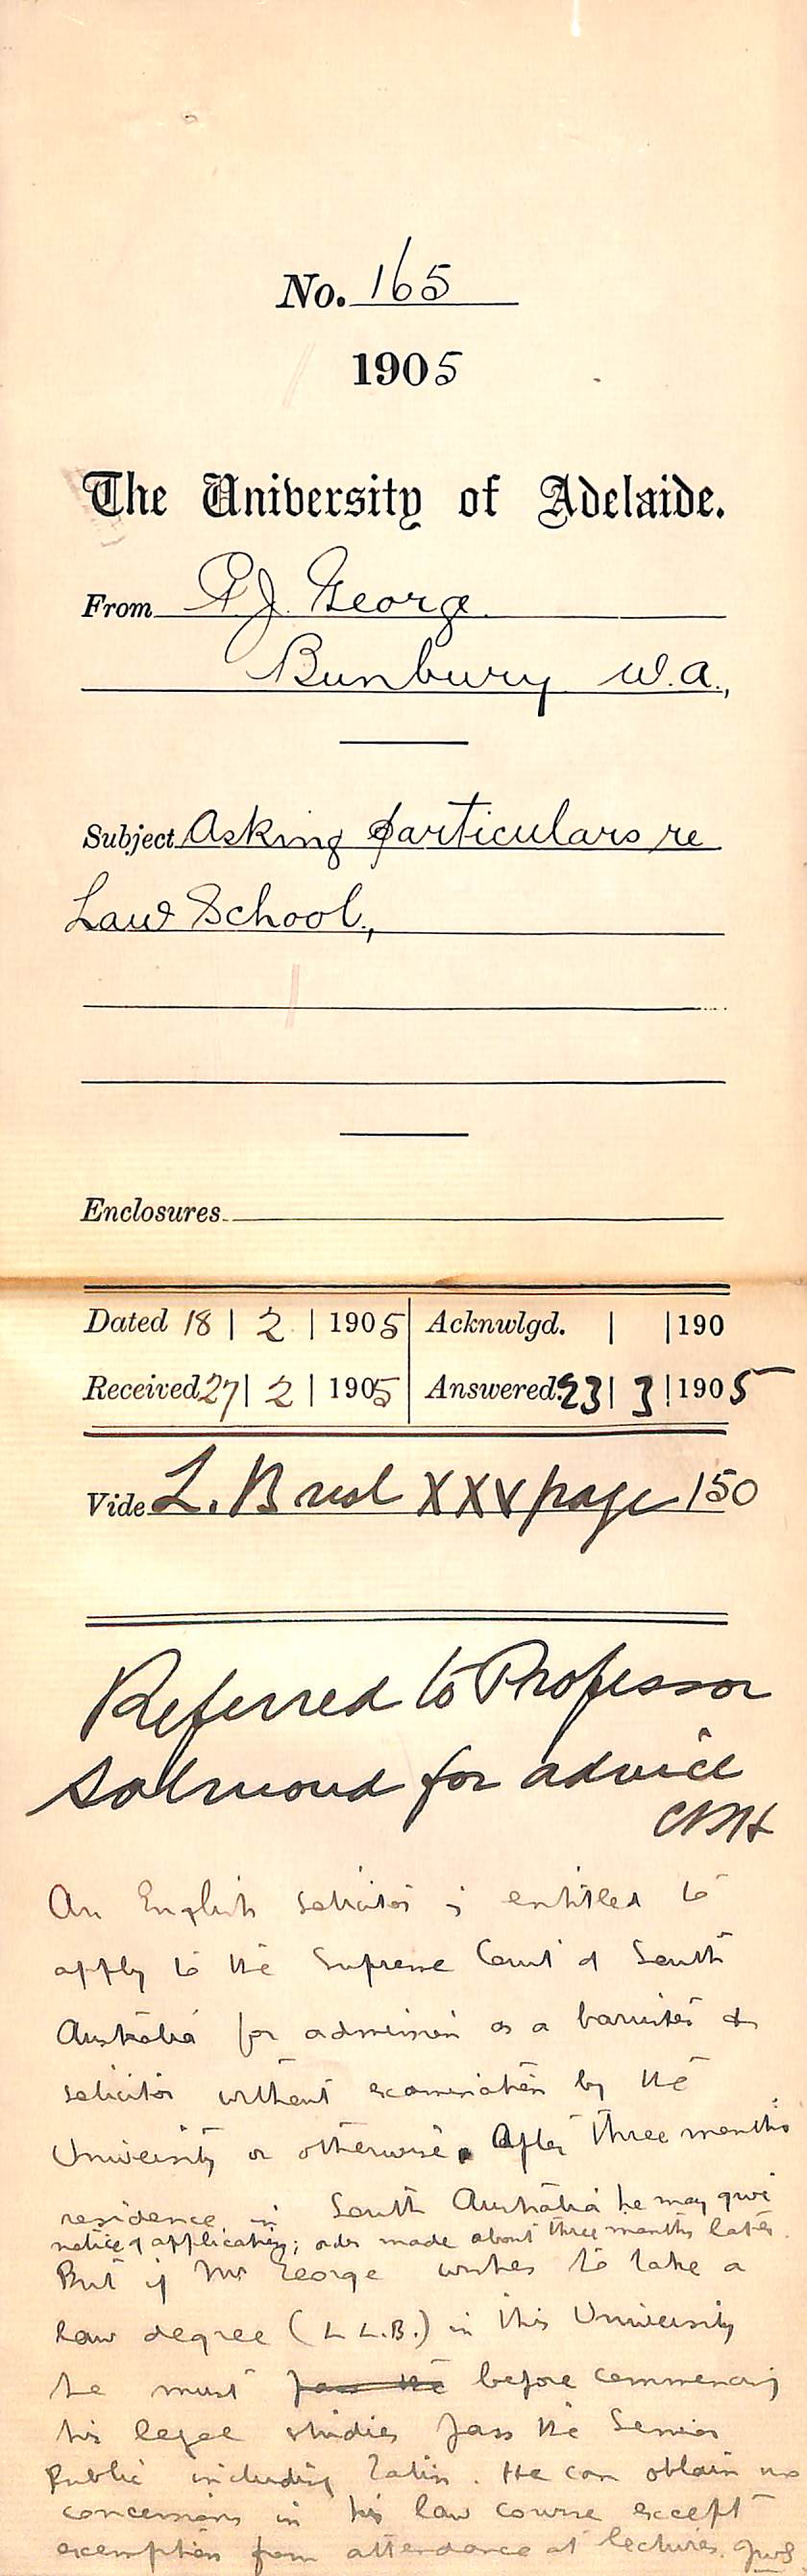 No. 165
1905
The University of Adelaide.
From P.J. George
Bunbury W.A.,
Subject Asking particulars re
Law School,
Enclosures
Dated 18 | 2 | 1905 Acknwlgd. | | 190
Received 27 | 2 | 1905 Answered 23 | 3 | 1905
Vide L. B XXV page 150
Referred to Professor
Salmond for advice
CRH
An English solicitor is entitled to
apply to the Supreme Court of South
Australia for admission as a barrister &
solicitor without examination by the
University or otherwise. After three months
residence in South Australia he may give
notice of application; order made about three months later.
But if Mr George wishes to take a
law degree (LL.B.) in this University
he must pass the before commencing
his legal studies pass the Senior
Public including Latin. He can obtain no
concessions in his law course except
exemption from attendance at lectures. JWS